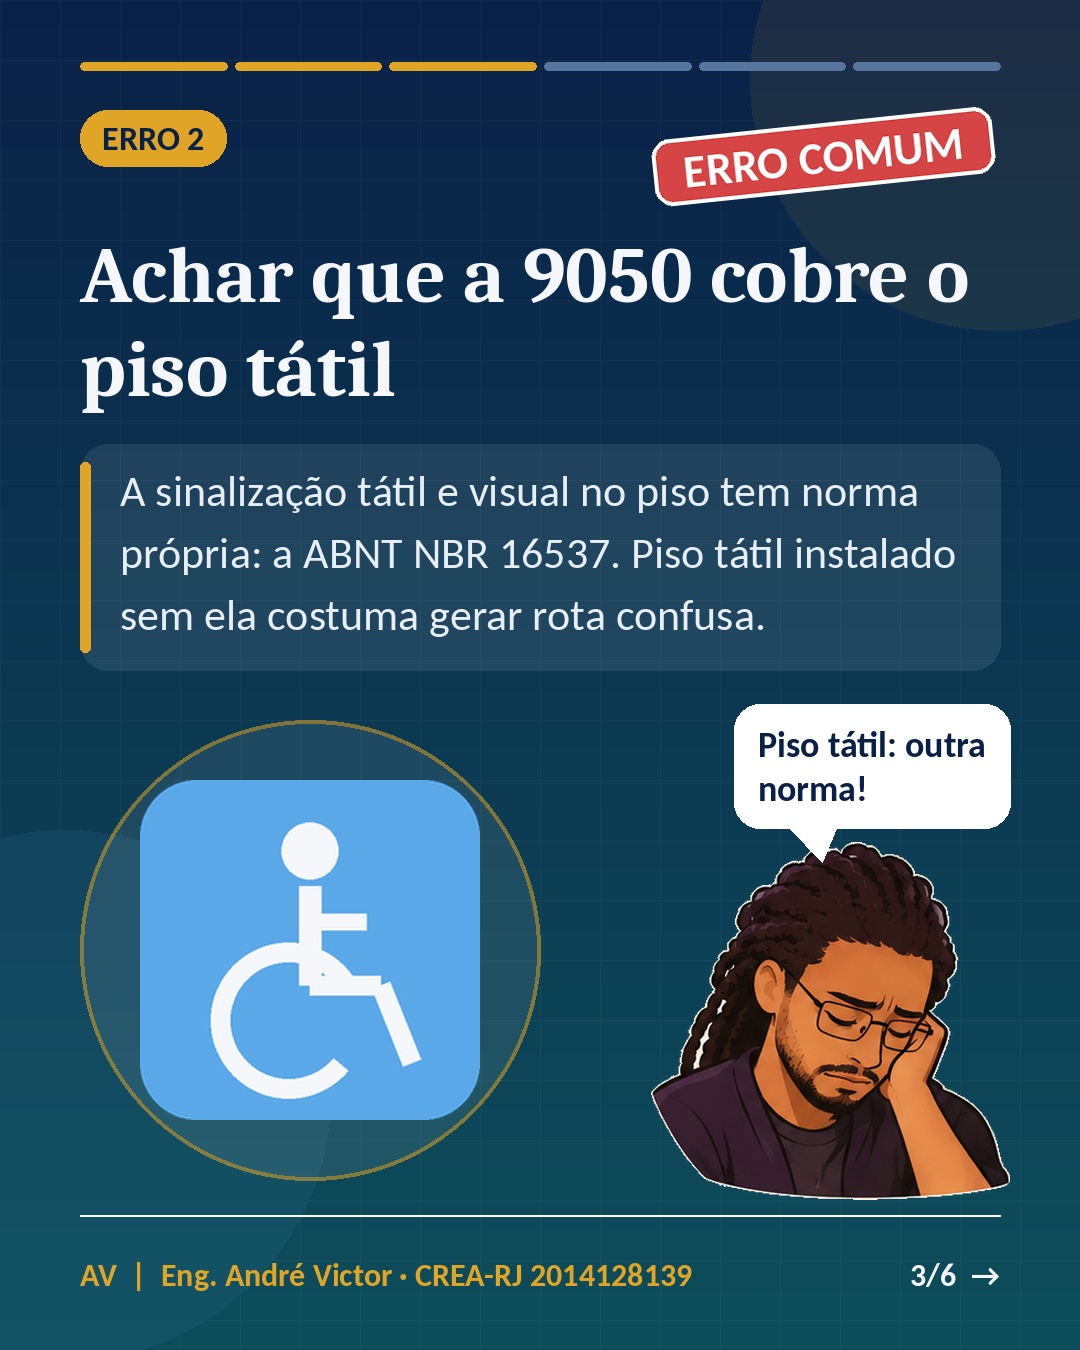 ERRO 2
ERRO COMUM
Achar que a 9050 cobre o
piso tátil
A sinalização tátil e visual no piso tem norma
própria: a ABNT NBR 16537. Piso tátil instalado
sem ela costuma gerar rota confusa.
Piso tátil: outra
norma!
AV | Eng. André Victor · CREA-RJ 2014128139
3/6 →